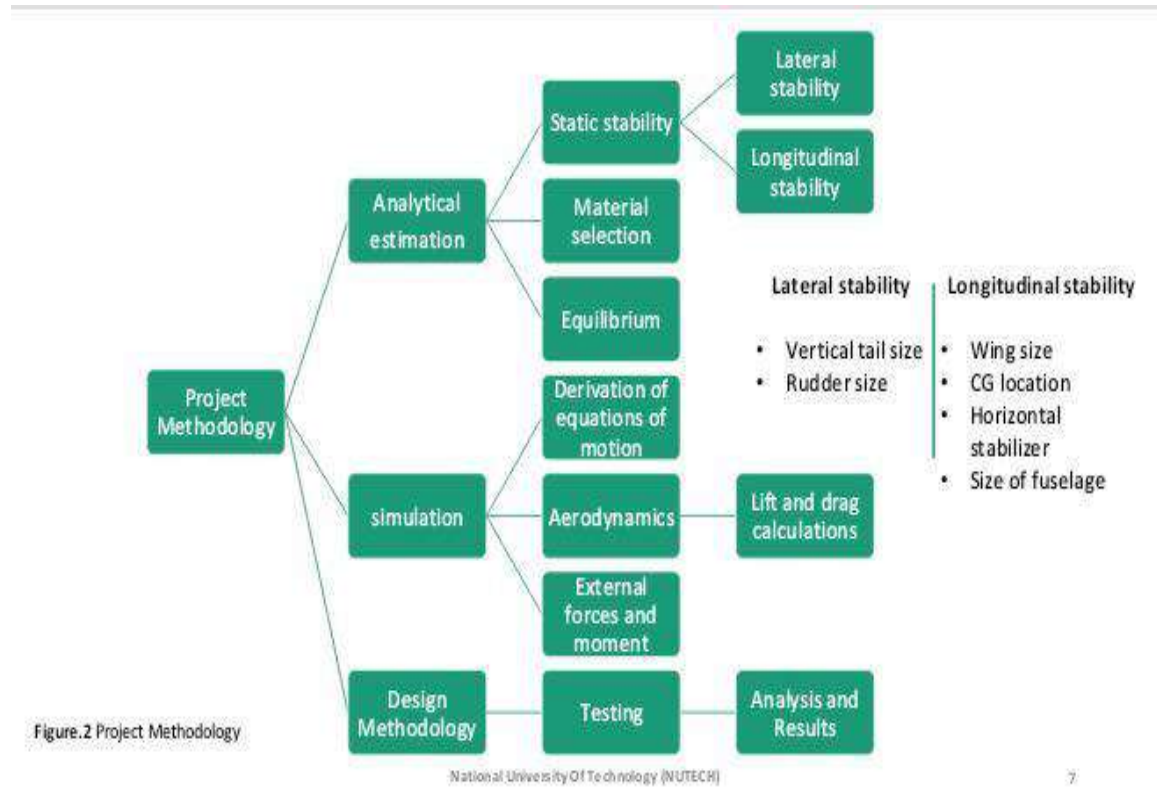 Lateral
stability
Static stability
Longitudinal
stability
Analytical
estimation
Material
selection
Equilibrium
Lateral stability
Longitudinal stability
• Vertical tail size
• Rudder size
• Wing size
• CG location
• Horizontal
stabilizer
• Size of fuselage
Project
Methodology
Derivation of
equations of
motion
simulation
Aerodynamics
Lift and drag
calculations
External
forces and
moment
Design
Methodology
Testing
Analysis and
Results
Figure.2 Project Methodology
National University Of Technology (NUTECH)
7